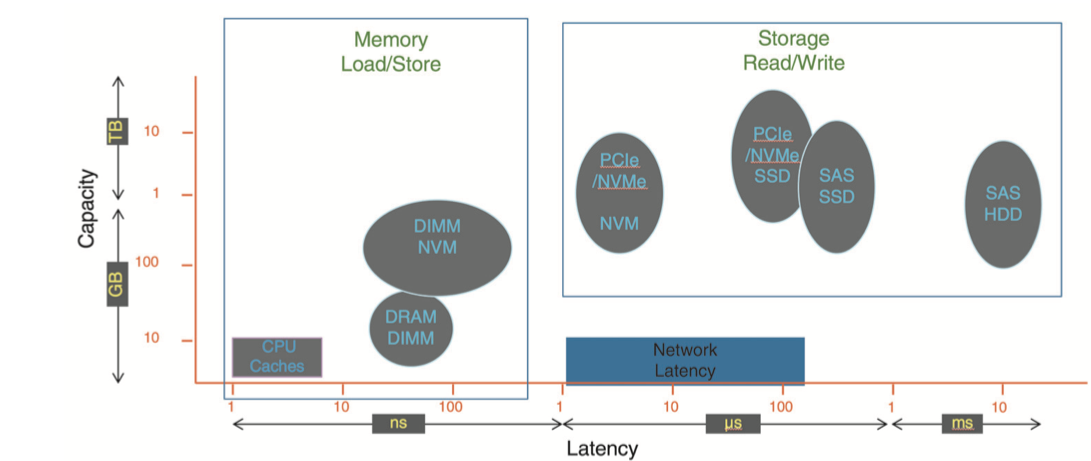 Memory
Load/Store
Storage
Read/Write
TB
10
1
Capacity
GB
100
10
PCIe
/NVMe
NVM
PCIe
/NVMe
SSD
SAS
SSD
SAS
HDD
DIMM
NVM
DRAM
DIMM
CPU
Caches
Network
Latency
1
10
100
1
10
100
1
10
ns
µs
ms
Latency